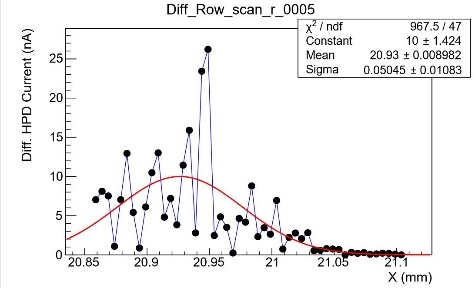 Diff_Row_scan_r_0005
χ² / ndf 967.5 / 47
Constant 10 ± 1.424
Mean 20.93 ± 0.008982
Sigma 0.05045 ± 0.01083
Diff. HPD Current (nA)
25
20
15
10
5
0
20.85 20.9 20.95 21 21.05 21.1
X (mm)